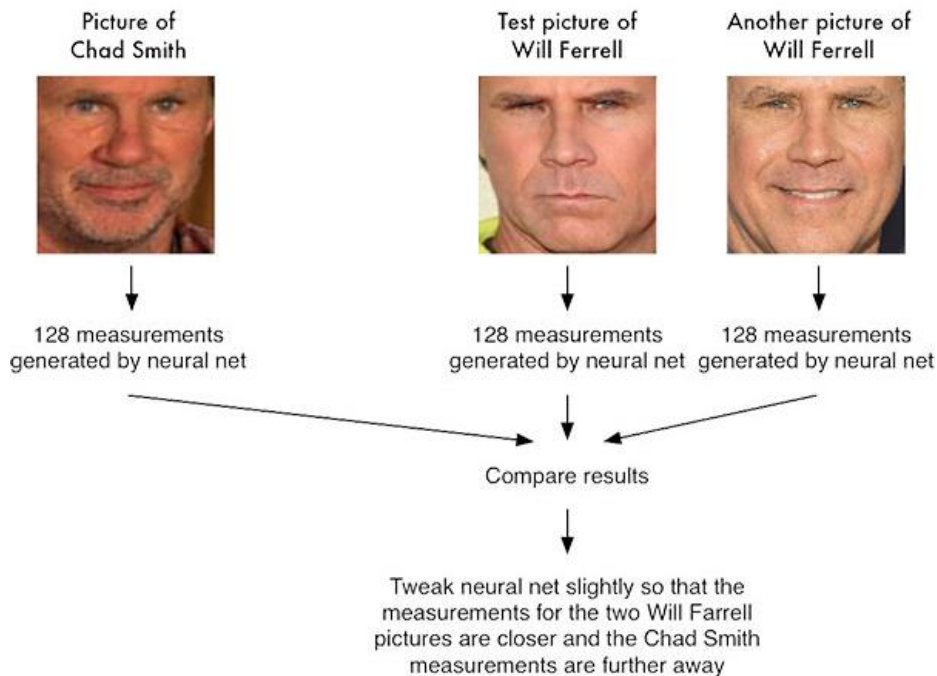 Picture of
Chad Smith
Test picture of
Will Ferrell
Another picture of
Will Ferrell
128 measurements
generated by neural net
128 measurements
generated by neural net
128 measurements
generated by neural net
Compare results
Tweak neural net slightly so that the
measurements for the two Will Farrell
pictures are closer and the Chad Smith
measurements are further away